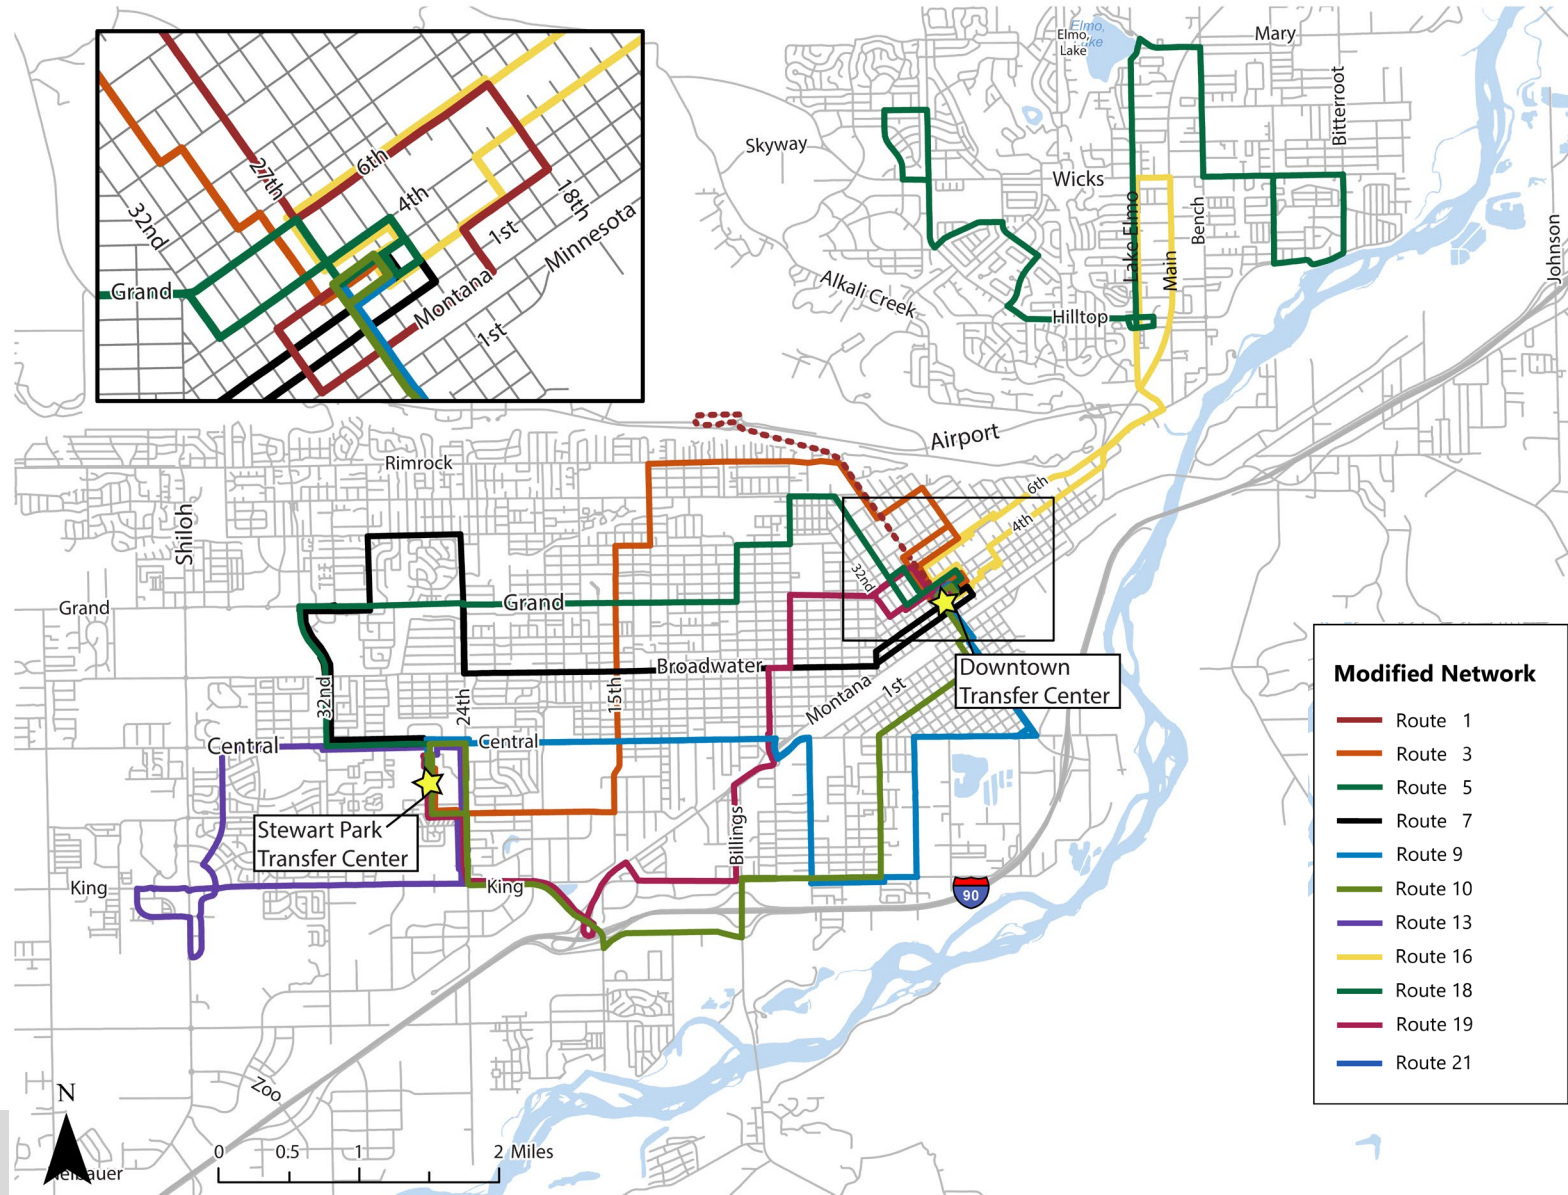 Elmo,
Lake
Elmo,
Lake
Mary
Bitterroot
Skyway
Wicks
Lake Elmo
Bench
Main
Johnson
Alkali Creek
Hilltop
27th
6th
4th
18th
32nd
1st
Minnesota
Grand
Montana
1st
Airport
Rimrock
6th
4th
Shiloh
32nd
Grand
Grand
Broadwater
Downtown
Transfer Center
Montana
1st
32nd
24th
15th
Central
Central
Stewart Park
Transfer Center
Billings
King
King
90
Zoo
Modified Network
Route 1
Route 3
Route 5
Route 7
Route 9
Route 10
Route 13
Route 16
Route 18
Route 19
Route 21
N
0 0.5 1 2 Miles